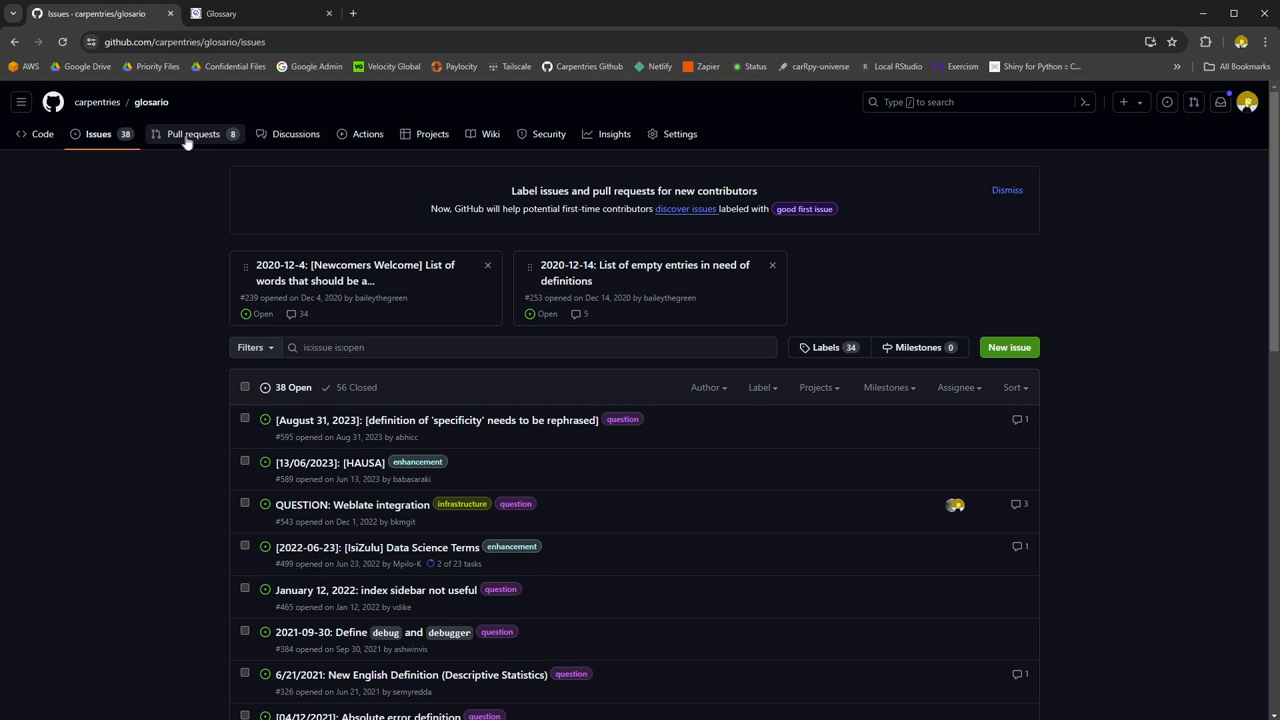 Issues - carpentries/glosario
Glossary
github.com/carpentries/glosario/issues
AWS Google Drive Priority Files Confidential Files Google Admin Velocity Global Paylocity Tailscale Carpentries Github Netlify Zapier Status carRpy-universe Local RStudio Exercism Shiny for Python :: C... » All Bookmarks
carpentries / glosario
Type / to search
Code Issues 38 Pull requests 8 Discussions Actions Projects Wiki Security Insights Settings
Label issues and pull requests for new contributors
Dismiss
Now, GitHub will help potential first-time contributors discover issues labeled with good first issue
2020-12-4: [Newcomers Welcome] List of
words that should be a...
#239 opened on Dec 4, 2020 by baileythegreen
Open 34
2020-12-14: List of empty entries in need of
definitions
#253 opened on Dec 14, 2020 by baileythegreen
Open 5
Filters is:issue is:open Labels 34 Milestones 0 New issue
38 Open 56 Closed Author Label Projects Milestones Assignee Sort
[August 31, 2023]: [definition of 'specificity' needs to be rephrased] question 1
#595 opened on Aug 31, 2023 by abhicc
[13/06/2023]: [HAUSA] enhancement
#589 opened on Jun 13, 2023 by babasaraki
QUESTION: Weblate integration infrastructure question 3
#543 opened on Dec 1, 2022 by bkmgit
[2022-06-23]: [IsiZulu] Data Science Terms enhancement 1
#499 opened on Jun 23, 2022 by Mpilo-K 2 of 23 tasks
January 12, 2022: index sidebar not useful question
#465 opened on Jan 12, 2022 by vdike
2021-09-30: Define debug and debugger question
#384 opened on Sep 30, 2021 by ashwinvis
6/21/2021: New English Definition (Descriptive Statistics) question 1
#326 opened on Jun 21, 2021 by semyredda
[04/12/2021]: Absolute error definition question